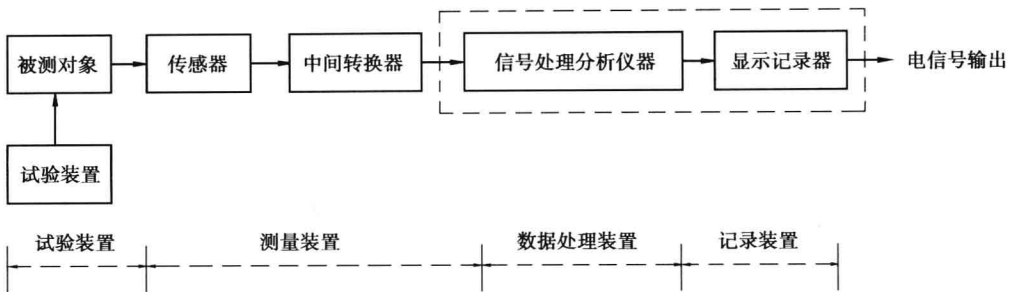 被测对象
传感器
中间转换器
信号处理分析仪器
显示记录器
电信号输出
试验装置
试验装置
测量装置
数据处理装置
记录装置